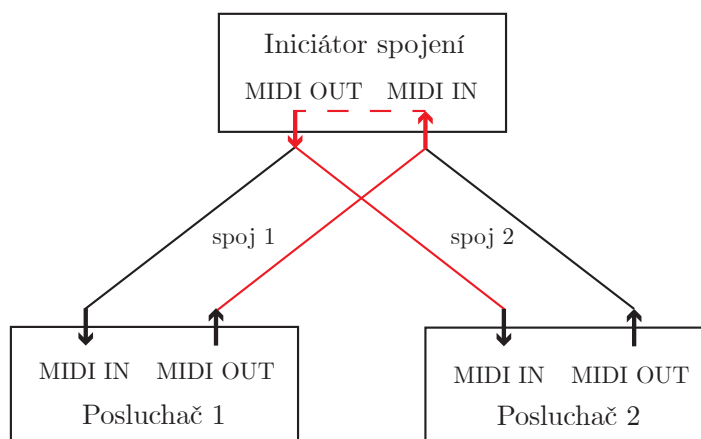 Iniciátor spojení
MIDI OUT MIDI IN
spoj 1 spoj 2
MIDI IN MIDI OUT MIDI IN MIDI OUT
Posluchač 1 Posluchač 2